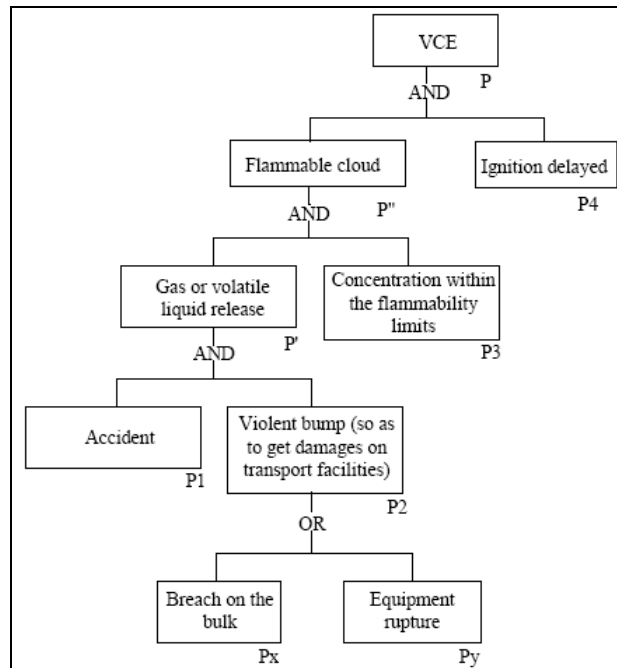 VCE
P
AND
Flammable cloud
Ignition delayed
P4
AND
P"
Gas or volatile
liquid release
Concentration within
the flammability
limits
P'
P3
AND
Accident
Violent bump (so as
to get damages on
transport facilities)
P1
P2
OR
Breach on the
bulk
Equipment
rupture
Px
Py